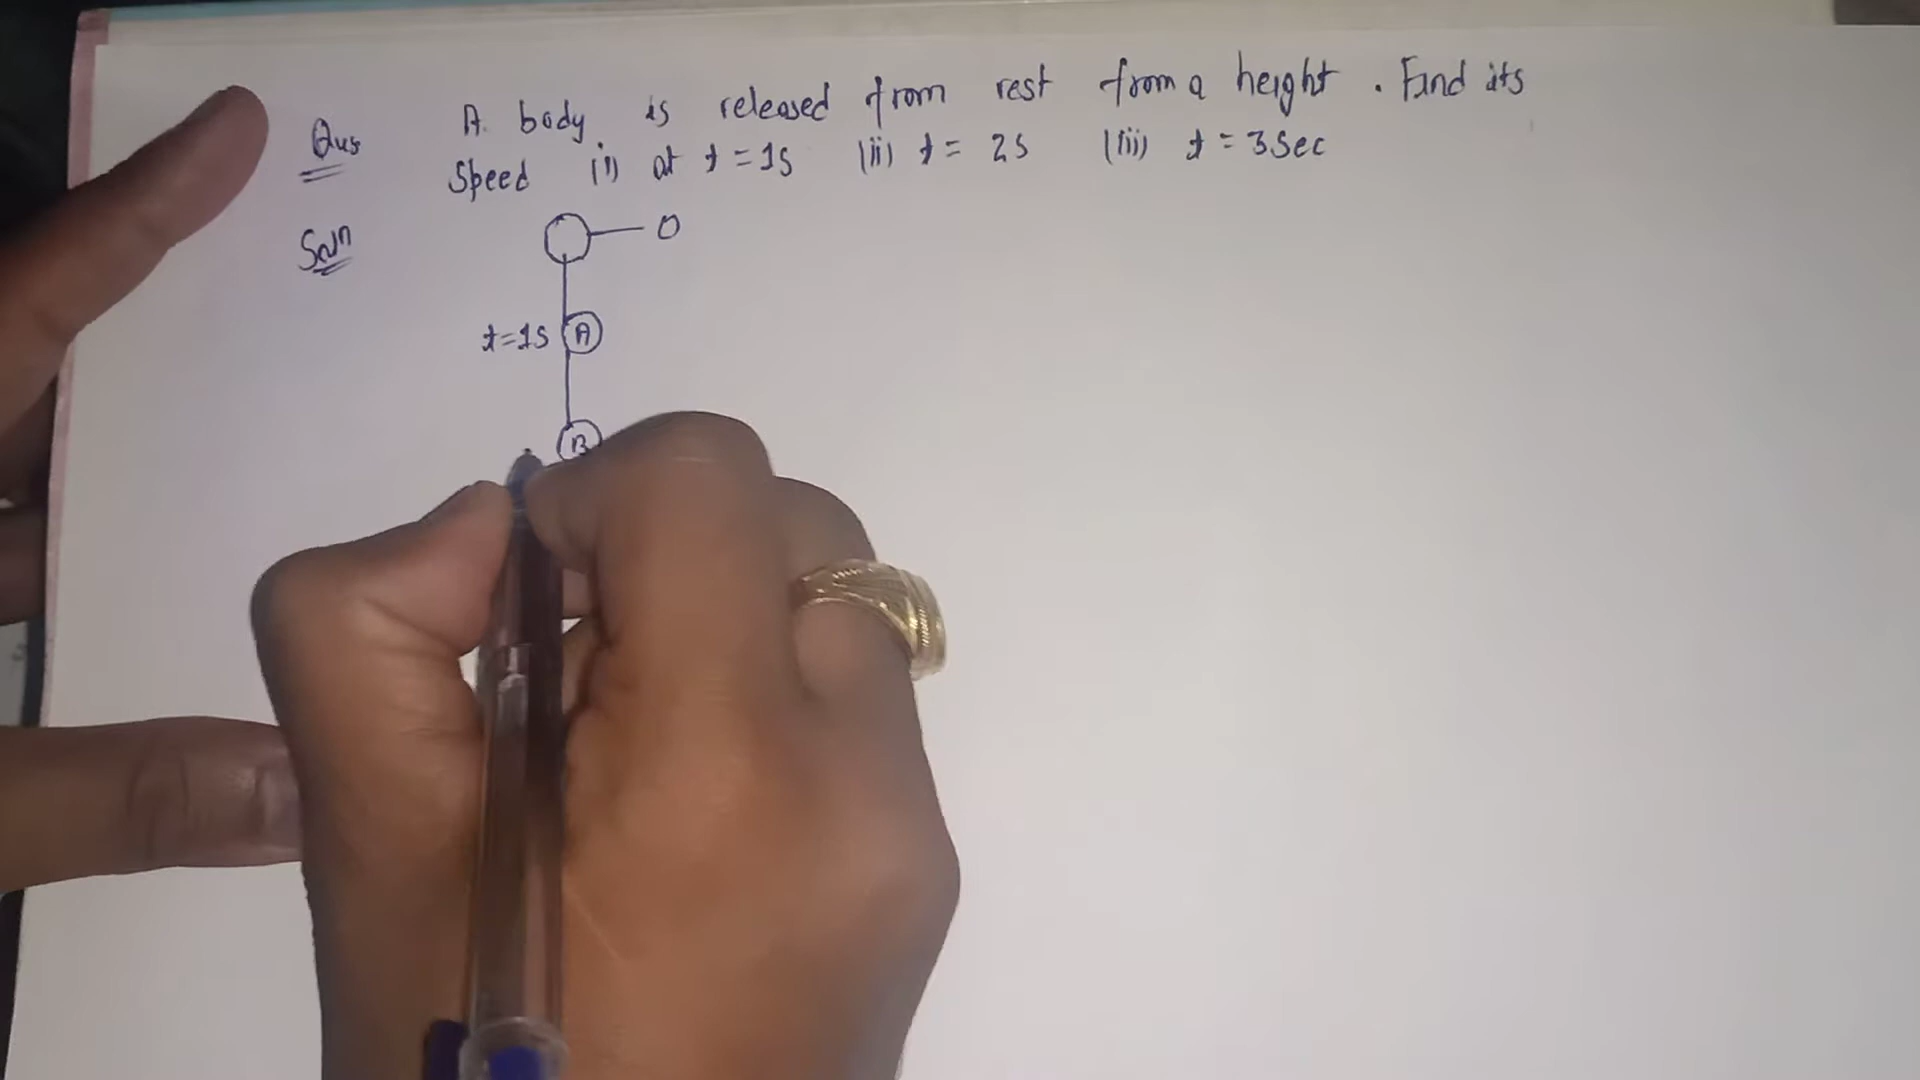 Qus A body is released from rest from a height. Find its
Speed (i) at t = 1s (ii) t = 2s (iii) t = 3sec
Soln
O
t=1s A
B